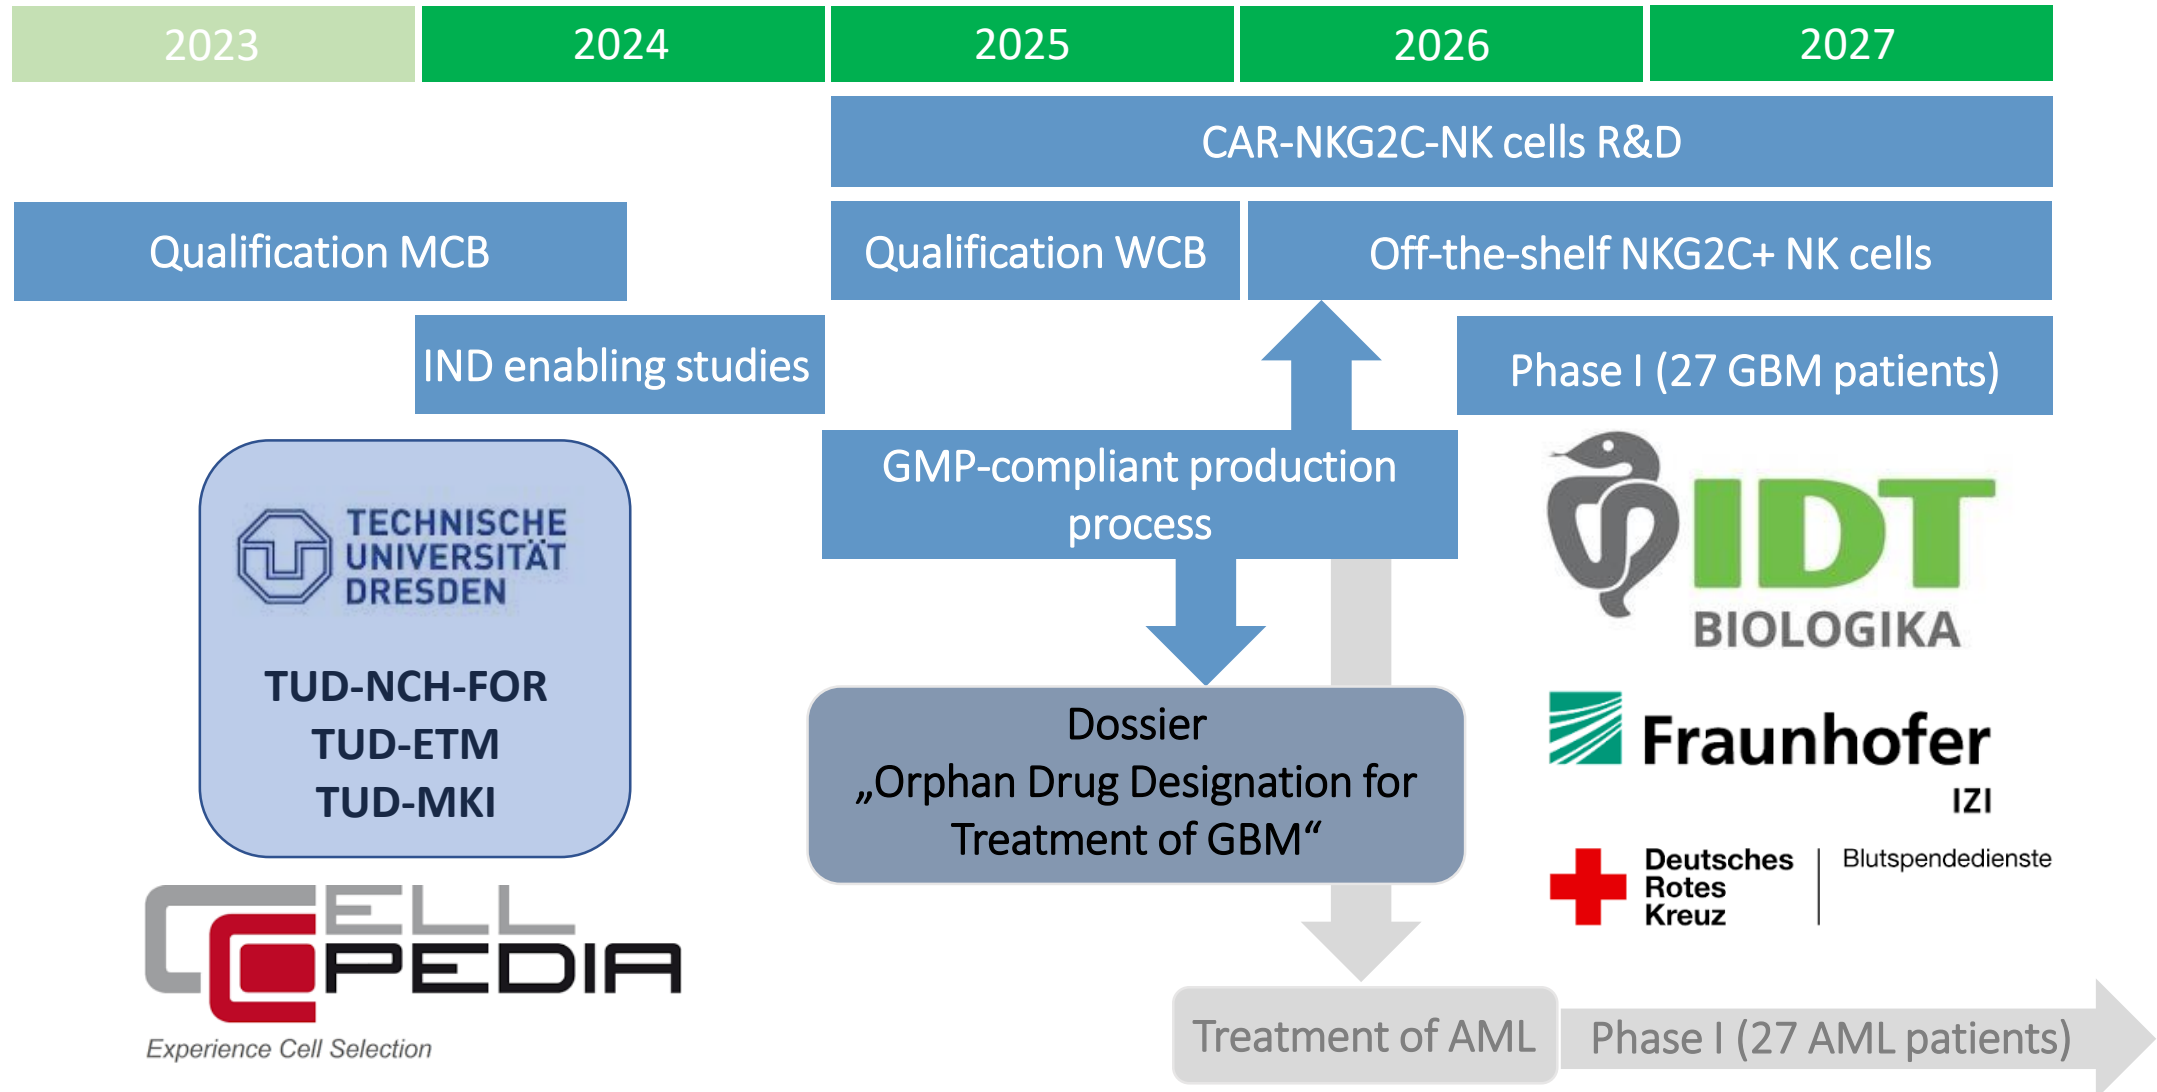 2023
2024
2025
2026
2027
CAR-NKG2C-NK cells R&D
Qualification MCB
Qualification WCB
Off-the-shelf NKG2C+ NK cells
IND enabling studies
Phase I (27 GBM patients)
GMP-compliant production
process
TECHNISCHE
UNIVERSITÄT
DRESDEN
TUD-NCH-FOR
TUD-ETM
TUD-MKI
IDT
BIOLOGIKA
Fraunhofer
IZI
Dossier
„Orphan Drug Designation for
Treatment of GBM“
Deutsches
Rotes
Kreuz
Blutspendedienste
CELL
PEDIA
Experience Cell Selection
Treatment of AML
Phase I (27 AML patients)